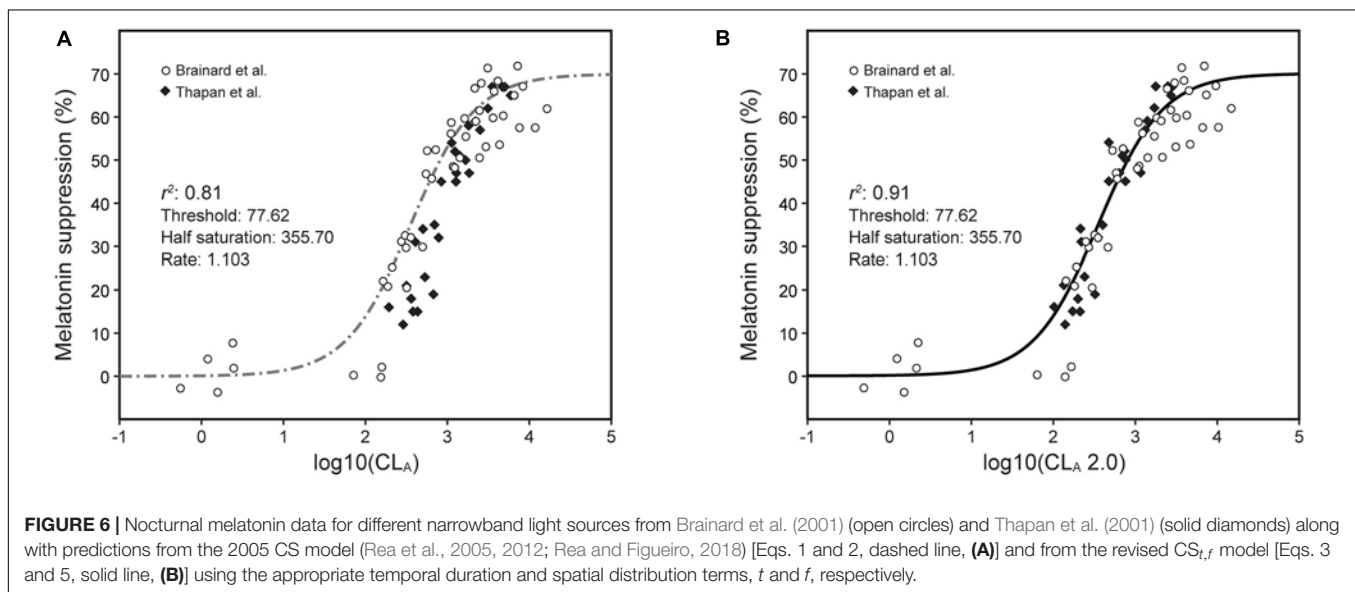 A
Brainard et al.
Thapan et al.
r²: 0.81
Threshold: 77.62
Half saturation: 355.70
Rate: 1.103
Melatonin suppression (%)
70
60
50
40
30
20
10
0
-1 0 1 2 3 4 5
log10(CLA)
B
Brainard et al.
Thapan et al.
r²: 0.91
Threshold: 77.62
Half saturation: 355.70
Rate: 1.103
Melatonin suppression (%)
70
60
50
40
30
20
10
0
-1 0 1 2 3 4 5
log10(CLA 2.0)
FIGURE 6 | Nocturnal melatonin data for different narrowband light sources from Brainard et al. (2001) (open circles) and Thapan et al. (2001) (solid diamonds) along
with predictions from the 2005 CS model (Rea et al., 2005, 2012; Rea and Figueiro, 2018) [Eqs. 1 and 2, dashed line, (A)] and from the revised CSt,f model [Eqs. 3
and 5, solid line, (B)] using the appropriate temporal duration and spatial distribution terms, t and f, respectively.